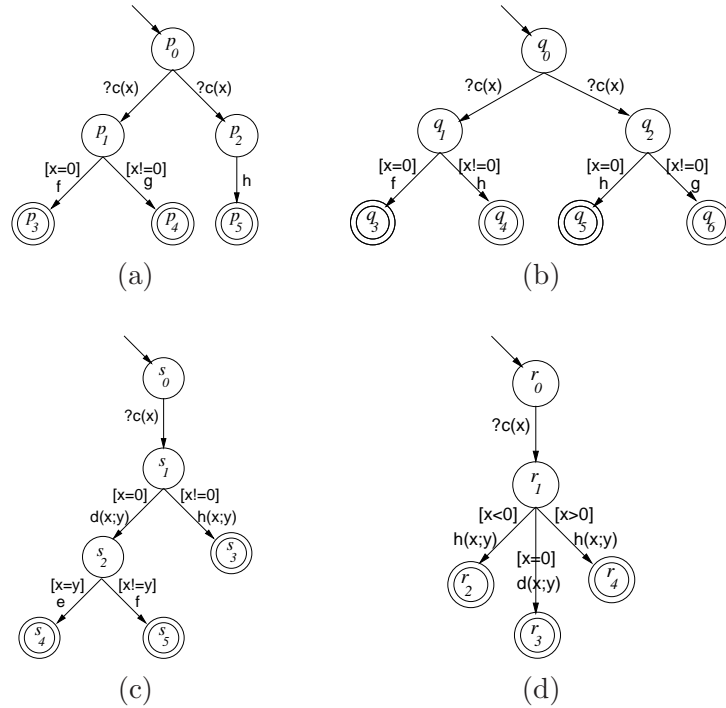 p0
?c(x) ?c(x)
p1 p2
[x=0] [x!=0]
f g h
p3 p4 p5
(a)
q0
?c(x) ?c(x)
q1 q2
[x=0] [x!=0] [x=0] [x!=0]
f h h g
q3 q4 q5 q6
(b)
s0
?c(x)
s1
[x=0] [x!=0]
d(x;y) h(x;y)
s2 s3
[x=y] [x!=y]
e f
s4 s5
(c)
r0
?c(x)
r1
[x<0] [x>0]
h(x;y) h(x;y)
[x=0]
d(x;y)
r2 r4
r3
(d)